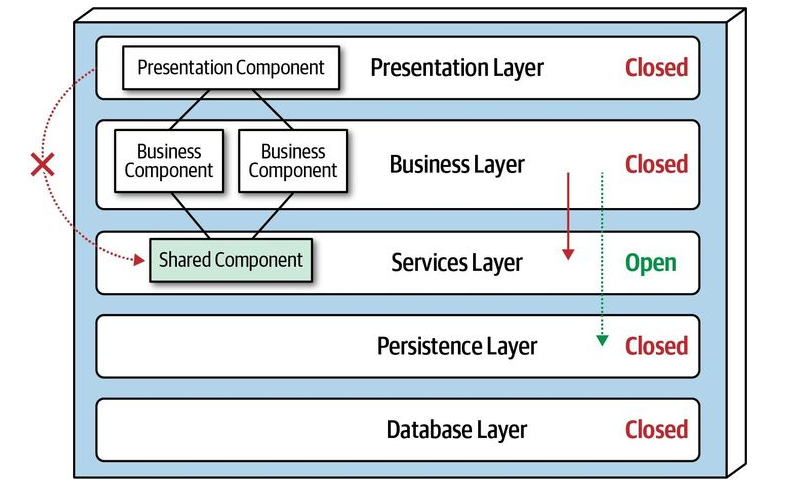 Presentation Component
Presentation Layer
Closed
Business
Component
Business
Component
Business Layer
Closed
Shared Component
Services Layer
Open
Persistence Layer
Closed
Database Layer
Closed